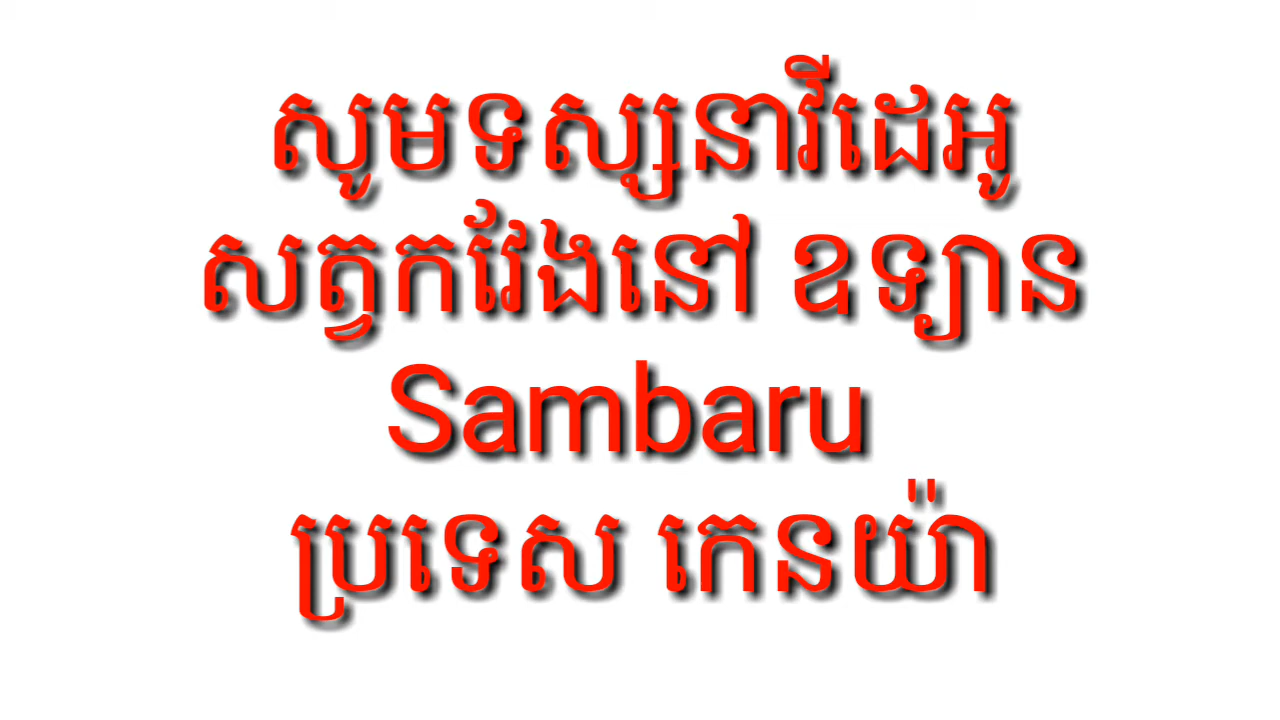 សូមទស្សនាវីដេអូ
សត្វកវែងនៅ ឧទ្យាន
Sambaru
ប្រទេស កេនយ៉ា